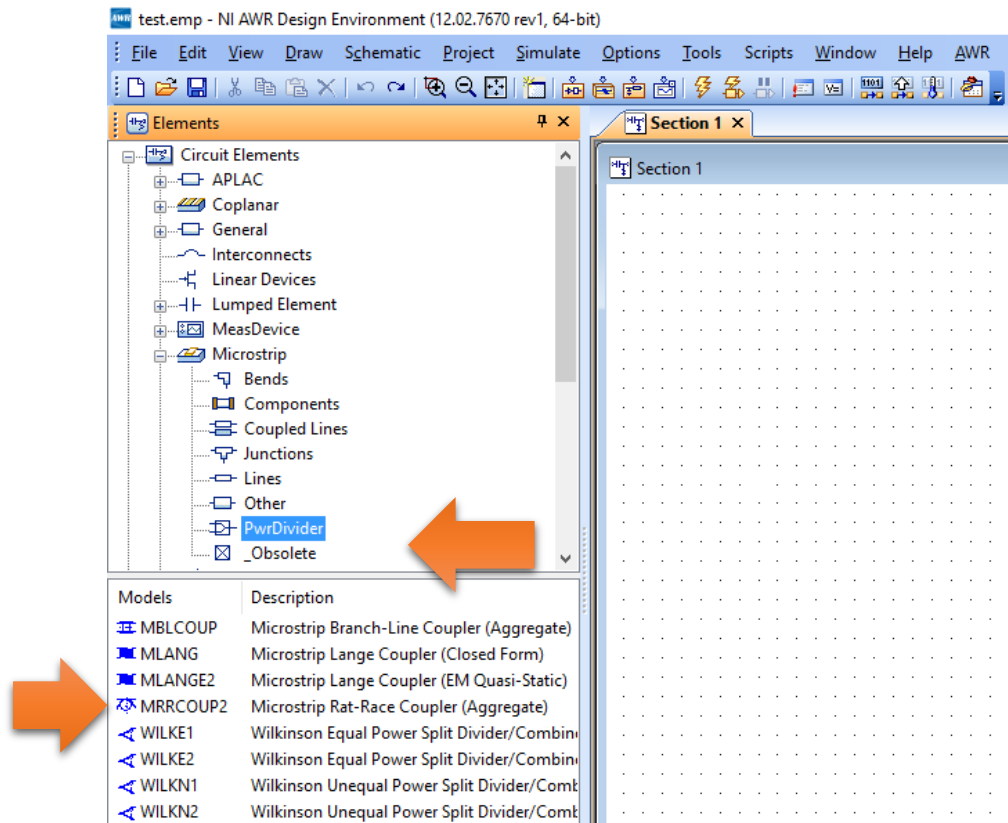 AWR test.emp - NI AWR Design Environment (12.02.7670 rev1, 64-bit)
File Edit View Draw Schematic Project Simulate Options Tools Scripts Window Help AWR
Elements
Section 1
Section 1
Circuit Elements
APLAC
Coplanar
General
Interconnects
Linear Devices
Lumped Element
MeasDevice
Microstrip
Bends
Components
Coupled Lines
Junctions
Lines
Other
PwrDivider
_Obsolete
Models Description
MBLCOUP Microstrip Branch-Line Coupler (Aggregate)
MLANG Microstrip Lange Coupler (Closed Form)
MLANGE2 Microstrip Lange Coupler (EM Quasi-Static)
MRRCOUP2 Microstrip Rat-Race Coupler (Aggregate)
WILKE1 Wilkinson Equal Power Split Divider/Combin
WILKE2 Wilkinson Equal Power Split Divider/Combin
WILKN1 Wilkinson Unequal Power Split Divider/Comb
WILKN2 Wilkinson Unequal Power Split Divider/Comb